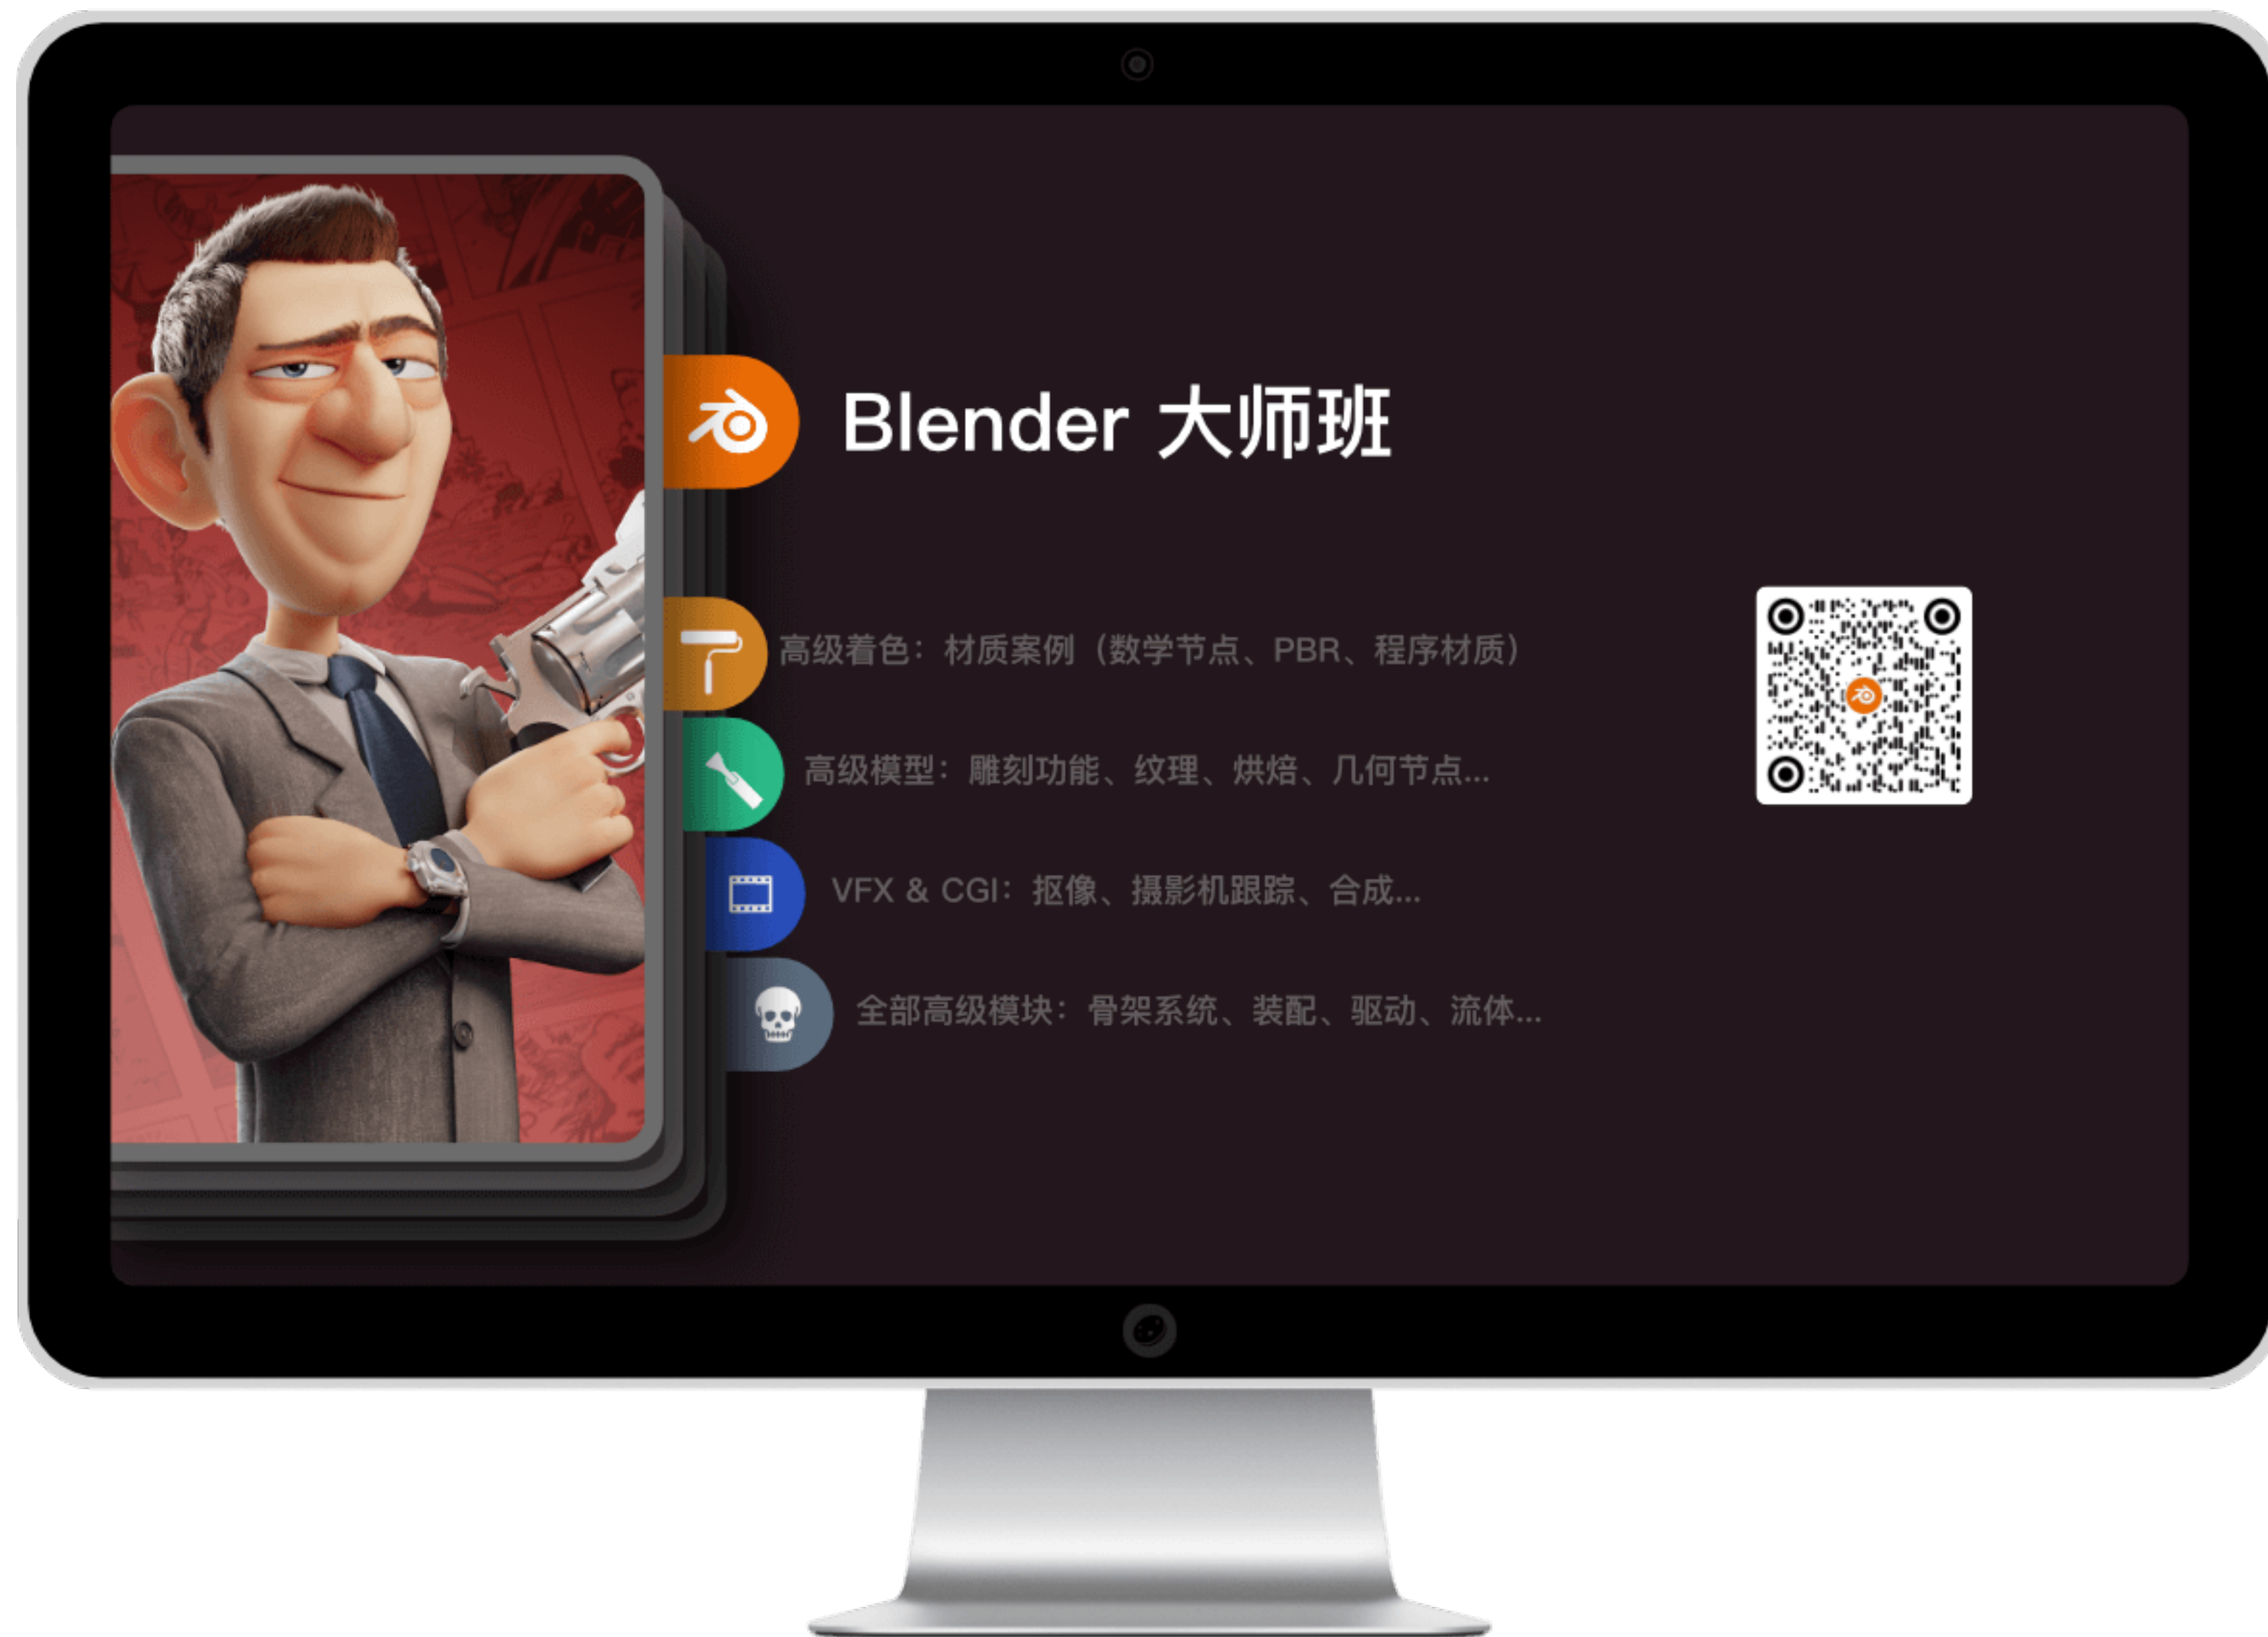 Blender 大师班
高级着色：材质案例（数学节点、PBR、程序材质）
高级模型：雕刻功能、纹理、烘焙、几何节点...
VFX & CGI：抠像、摄影机跟踪、合成...
全部高级模块：骨架系统、装配、驱动、流体...